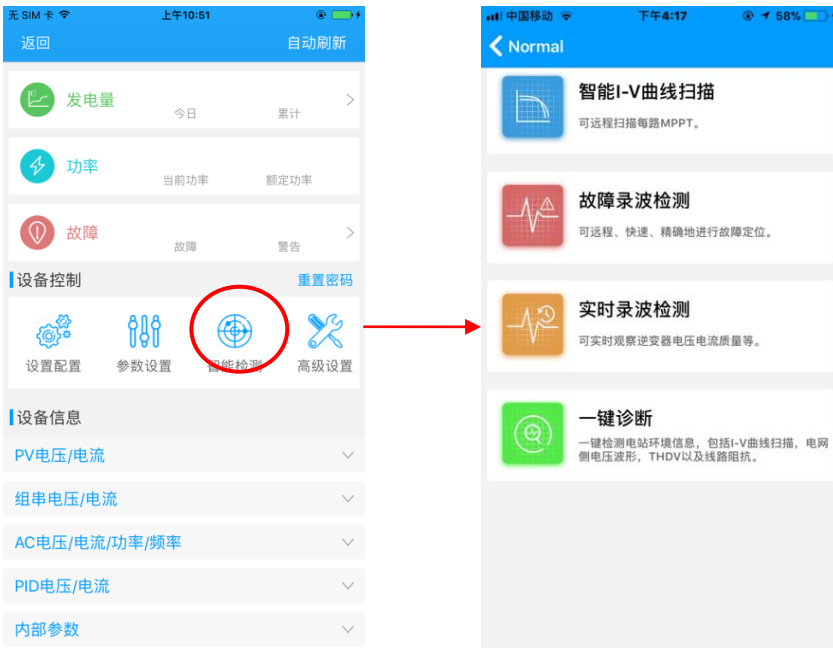 无 SIM 卡 上午10:51
返回 自动刷新
发电量
今日 累计
功率
当前功率 额定功率
故障
故障 警告
设备控制 重置密码
设置配置 参数设置 智能检测 高级设置
设备信息
PV电压/电流
组串电压/电流
AC电压/电流/功率/频率
PID电压/电流
内部参数
中国移动 下午4:17 58%
Normal
智能I-V曲线扫描
可远程扫描每路MPPT。
故障录波检测
可远程、快速、精确地进行故障定位。
实时录波检测
可实时观察逆变器电压电流质量等。
一键诊断
一键检测电站环境信息，包括I-V曲线扫描，电网
侧电压波形，THDV以及线路阻抗。